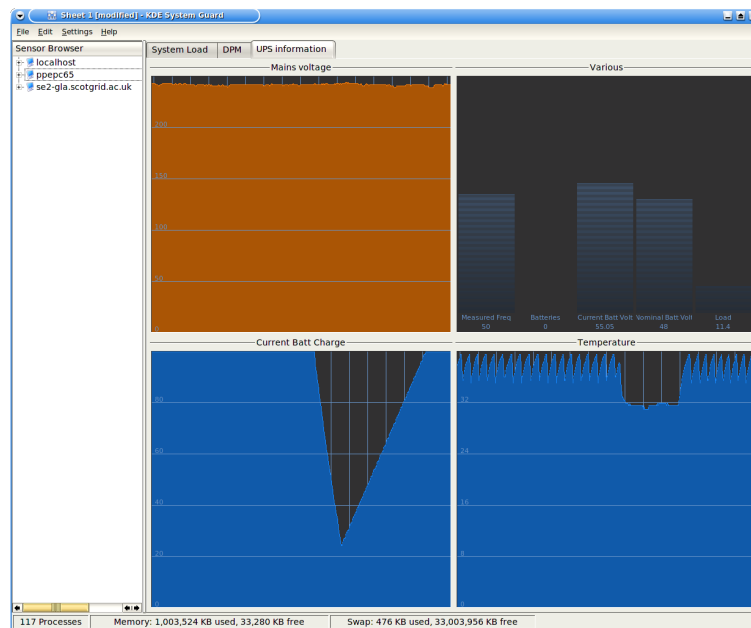 Sheet 1 [modified] - KDE System Guard
File Edit Settings Help
Sensor Browser
localhost
ppepc65
se2-gla.scotgrid.ac.uk
System Load DPM UPS information
Mains voltage
200
150
100
50
0
Various
Measured Freq Batteries Current Batt Volt Nominal Batt Volt Load
50 0 55.05 48 11.4
Current Batt Charge
80
60
40
20
0
Temperature
32
24
16
8
0
117 Processes Memory: 1,003,524 KB used, 33,280 KB free Swap: 476 KB used, 33,003,956 KB free